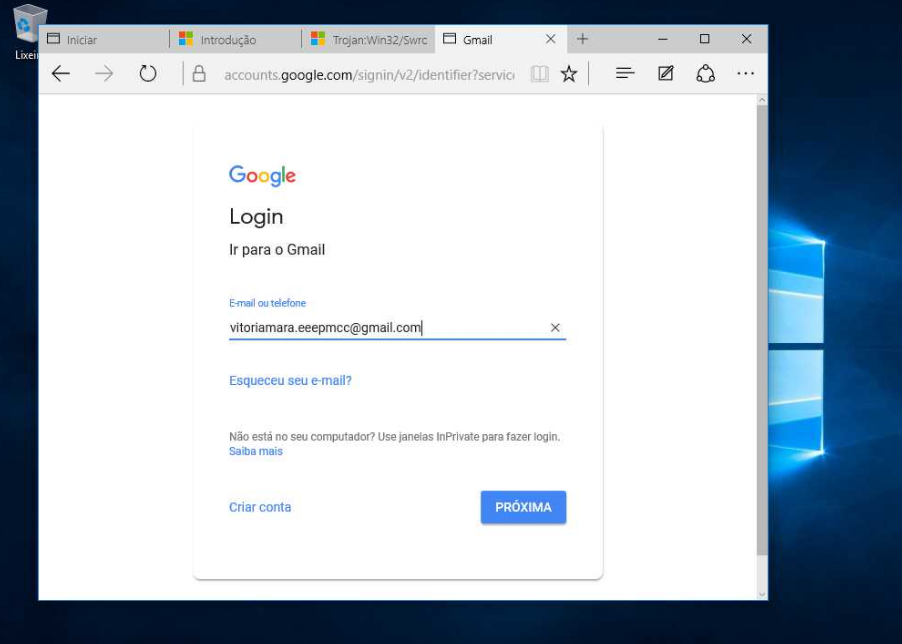 Lixei
Iniciar
Introdução
Trojan:Win32/Swrc
Gmail
accounts.google.com/signin/v2/identifier?servic
Google
Login
Ir para o Gmail
E-mail ou telefone
vitoriamara.eeepmcc@gmail.com
Esqueceu seu e-mail?
Não está no seu computador? Use janelas InPrivate para fazer login.
Saiba mais
Criar conta
PRÓXIMA